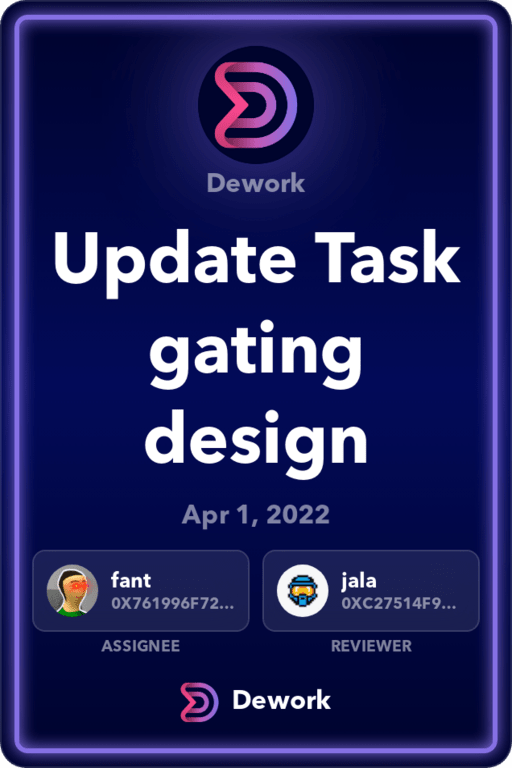 Dework
Update Task
gating
design
Apr 1, 2022
fant
0X761996F72...
ASSIGNEE
jala
0XC27514F9...
REVIEWER
Dework